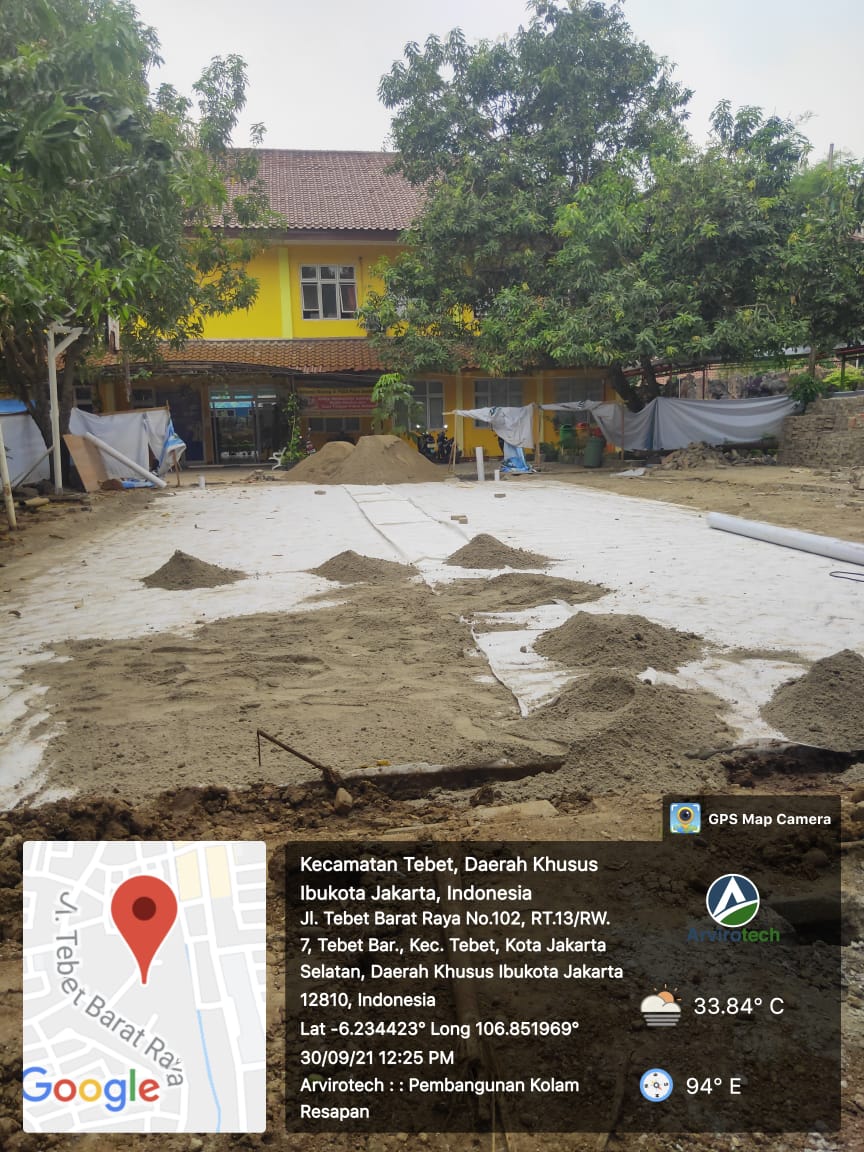 GPS Map Camera
Kecamatan Tebet, Daerah Khusus
Ibukota Jakarta, Indonesia
Jl. Tebet Barat Raya No.102, RT.13/RW.
7, Tebet Bar., Kec. Tebet, Kota Jakarta
Selatan, Daerah Khusus Ibukota Jakarta
12810, Indonesia
Lat -6.234423° Long 106.851969°
30/09/21 12:25 PM
Arvirotech : : Pembangunan Kolam
Resapan
Arvirotech
33.84° C
94° E
Jl. Tebet Barat Raya
Google